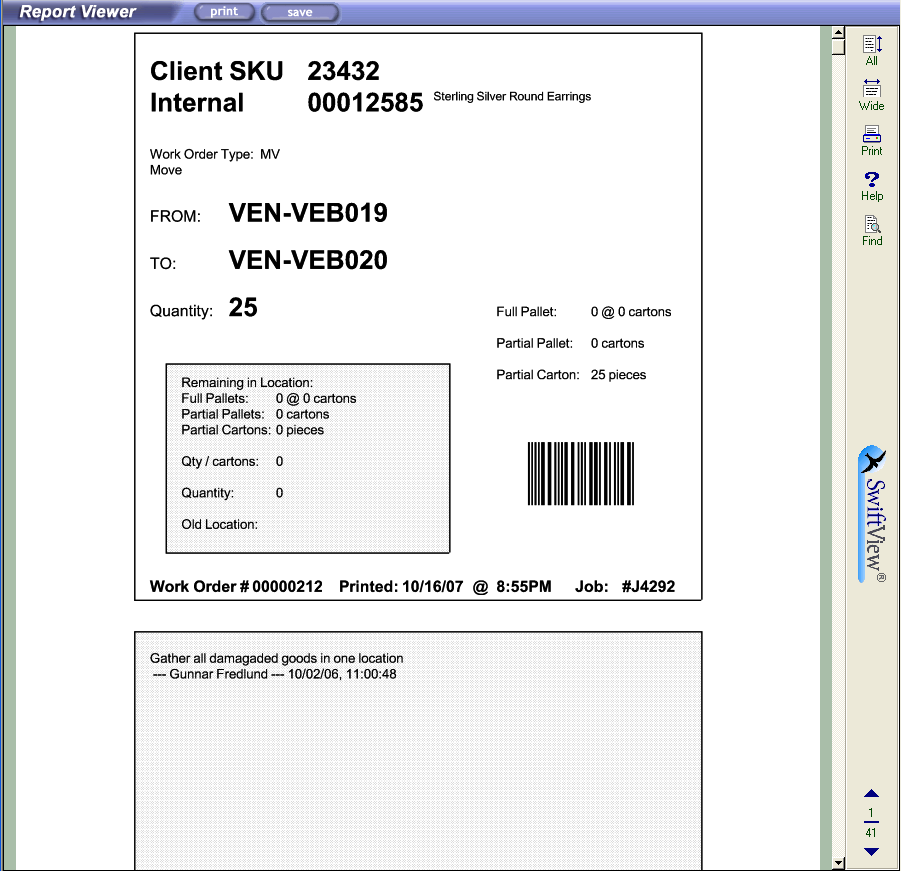 Report Viewer print save
Client SKU 23432
Internal 00012585 Sterling Silver Round Earrings
Work Order Type: MV
Move
FROM: VEN-VEB019
TO: VEN-VEB020
Quantity: 25
Full Pallet: 0 @ 0 cartons
Partial Pallet: 0 cartons
Partial Carton: 25 pieces
Remaining in Location:
Full Pallets: 0 @ 0 cartons
Partial Pallets: 0 cartons
Partial Cartons: 0 pieces
Qty / cartons: 0
Quantity: 0
Old Location:
Work Order # 00000212 Printed: 10/16/07 @ 8:55PM Job: #J4292
Gather all damagaded goods in one location
--- Gunnar Fredlund --- 10/02/06, 11:00:48
All
Wide
Print
? 
Help
Find
SwiftView®
1
41